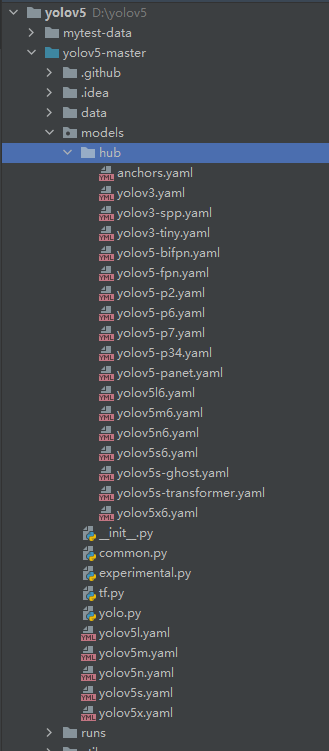 yolov5 D:\yolov5
mytest-data
yolov5-master
.github
.idea
data
models
hub
anchors.yaml
yolov3.yaml
yolov3-spp.yaml
yolov3-tiny.yaml
yolov5-bifpn.yaml
yolov5-fpn.yaml
yolov5-p2.yaml
yolov5-p6.yaml
yolov5-p7.yaml
yolov5-p34.yaml
yolov5-panet.yaml
yolov5l6.yaml
yolov5m6.yaml
yolov5n6.yaml
yolov5s6.yaml
yolov5s-ghost.yaml
yolov5s-transformer.yaml
yolov5x6.yaml
__init__.py
common.py
experimental.py
tf.py
yolo.py
yolov5l.yaml
yolov5m.yaml
yolov5n.yaml
yolov5s.yaml
yolov5x.yaml
runs